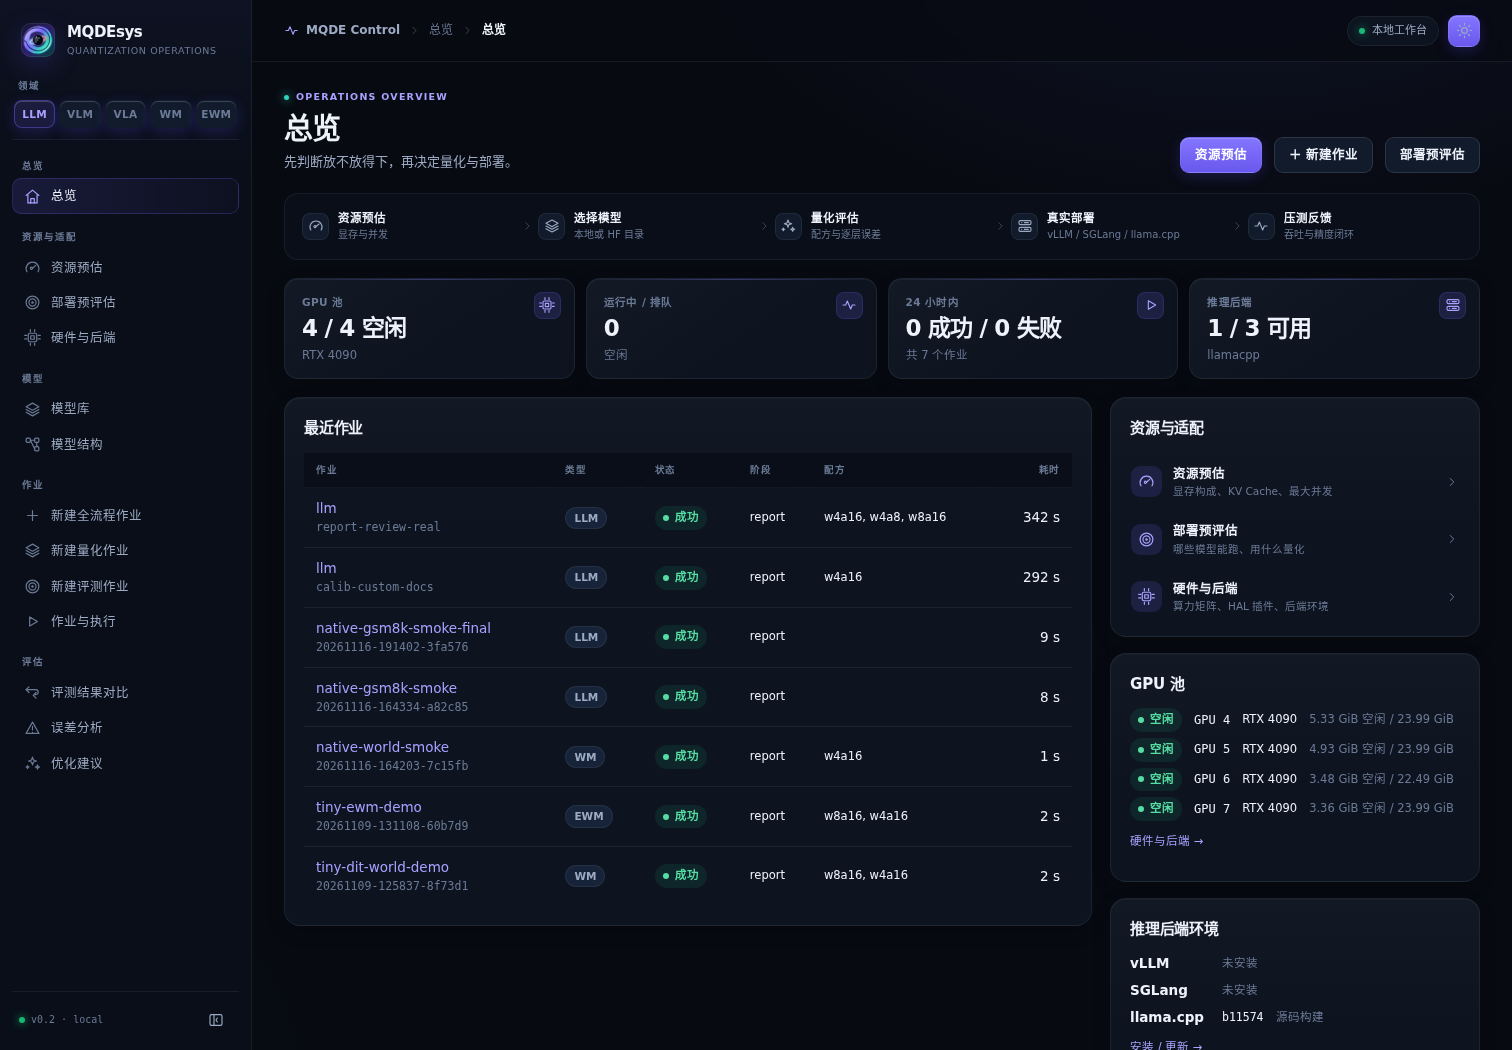 MQDEsys
QUANTIZATION OPERATIONS
领域
LLM VLM VLA WM EWM
总览
总览
资源与适配
资源预估
部署预评估
硬件与后端
模型
模型库
模型结构
作业
新建全流程作业
新建量化作业
新建评测作业
作业与执行
评估
评测结果对比
误差分析
优化建议
v0.2 · local
MQDE Control 总览 总览
本地工作台
OPERATIONS OVERVIEW
总览
先判断放不放得下，再决定量化与部署。
资源预估 新建作业 部署预评估
资源预估
显存与并发
选择模型
本地或 HF 目录
量化评估
配方与逐层误差
真实部署
vLLM / SGLang / llama.cpp
压测反馈
吞吐与精度闭环
GPU 池
4 / 4 空闲
RTX 4090
运行中 / 排队
0
空闲
24 小时内
0 成功 / 0 失败
共 7 个作业
推理后端
1 / 3 可用
llamacpp
最近作业
作业 类型 状态 阶段 配方 耗时
llm
report-review-real
LLM 成功 report w4a16, w4a8, w8a16 342 s
llm
calib-custom-docs
LLM 成功 report w4a16 292 s
native-gsm8k-smoke-final
20261116-191402-3fa576
LLM 成功 report 9 s
native-gsm8k-smoke
20261116-164334-a82c85
LLM 成功 report 8 s
native-world-smoke
20261116-164203-7c15fb
WM 成功 report w4a16 1 s
tiny-ewm-demo
20261109-131108-60b7d9
EWM 成功 report w8a16, w4a16 2 s
tiny-dit-world-demo
20261109-125837-8f73d1
WM 成功 report w8a16, w4a16 2 s
资源与适配
资源预估
显存构成、KV Cache、最大并发
部署预评估
哪些模型能跑、用什么量化
硬件与后端
算力矩阵、HAL 插件、后端环境
GPU 池
空闲 GPU 4 RTX 4090 5.33 GiB 空闲 / 23.99 GiB
空闲 GPU 5 RTX 4090 4.93 GiB 空闲 / 23.99 GiB
空闲 GPU 6 RTX 4090 3.48 GiB 空闲 / 22.49 GiB
空闲 GPU 7 RTX 4090 3.36 GiB 空闲 / 23.99 GiB
硬件与后端 →
推理后端环境
vLLM 未安装
SGLang 未安装
llama.cpp b11574 源码构建
安装 / 更新 →